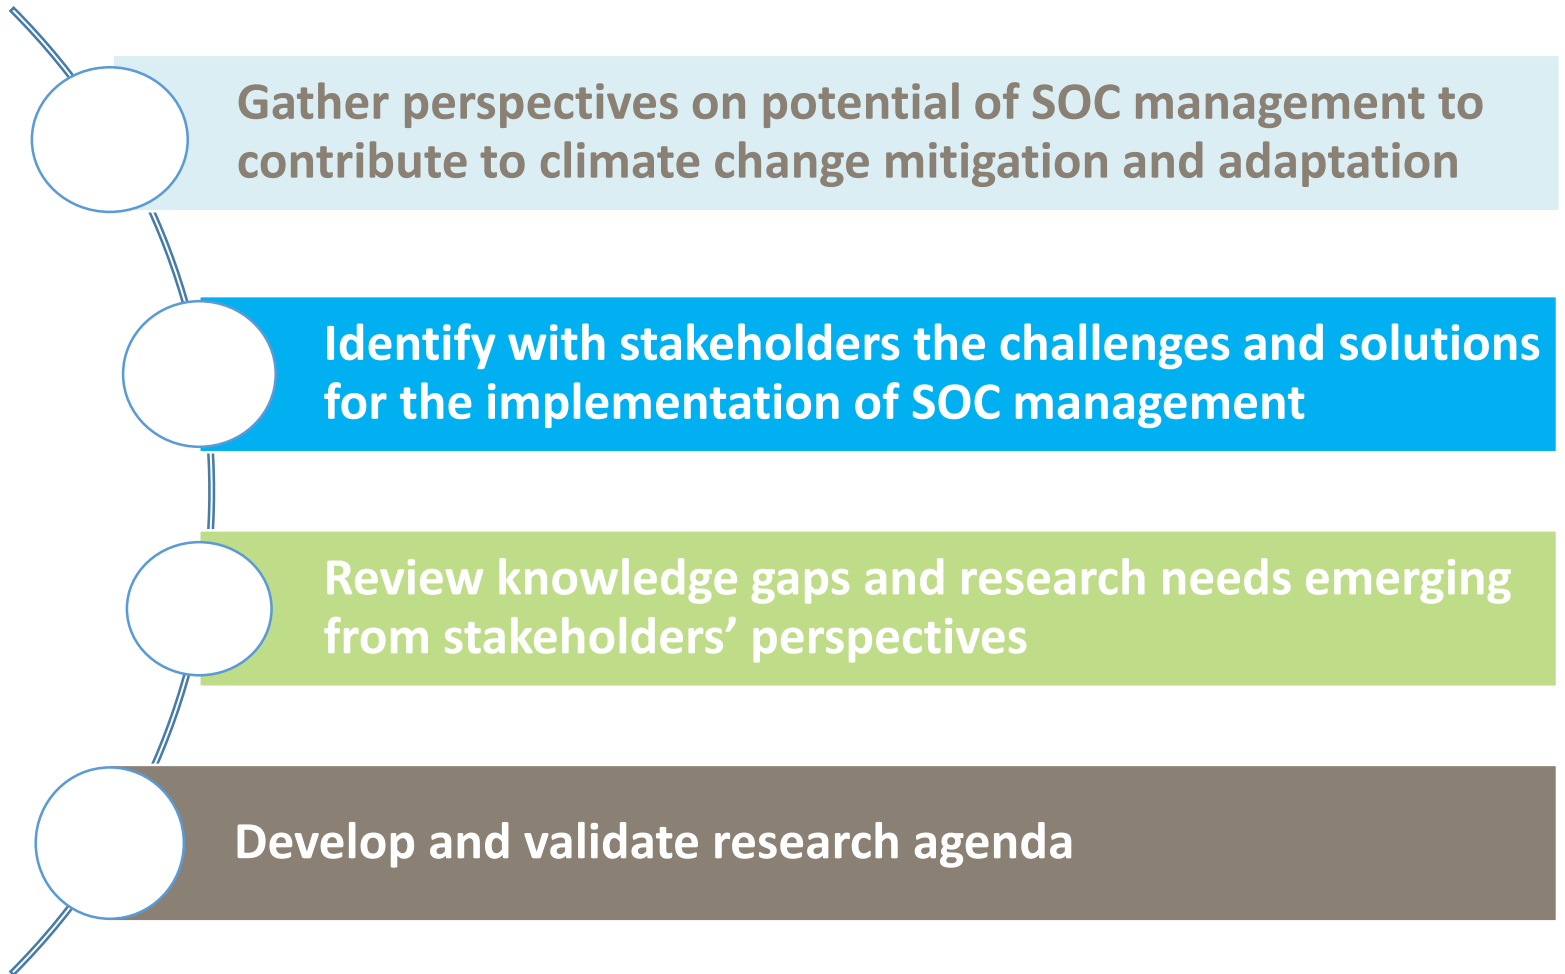 Gather perspectives on potential of SOC management to
contribute to climate change mitigation and adaptation
Identify with stakeholders the challenges and solutions
for the implementation of SOC management
Review knowledge gaps and research needs emerging
from stakeholders’ perspectives
Develop and validate research agenda